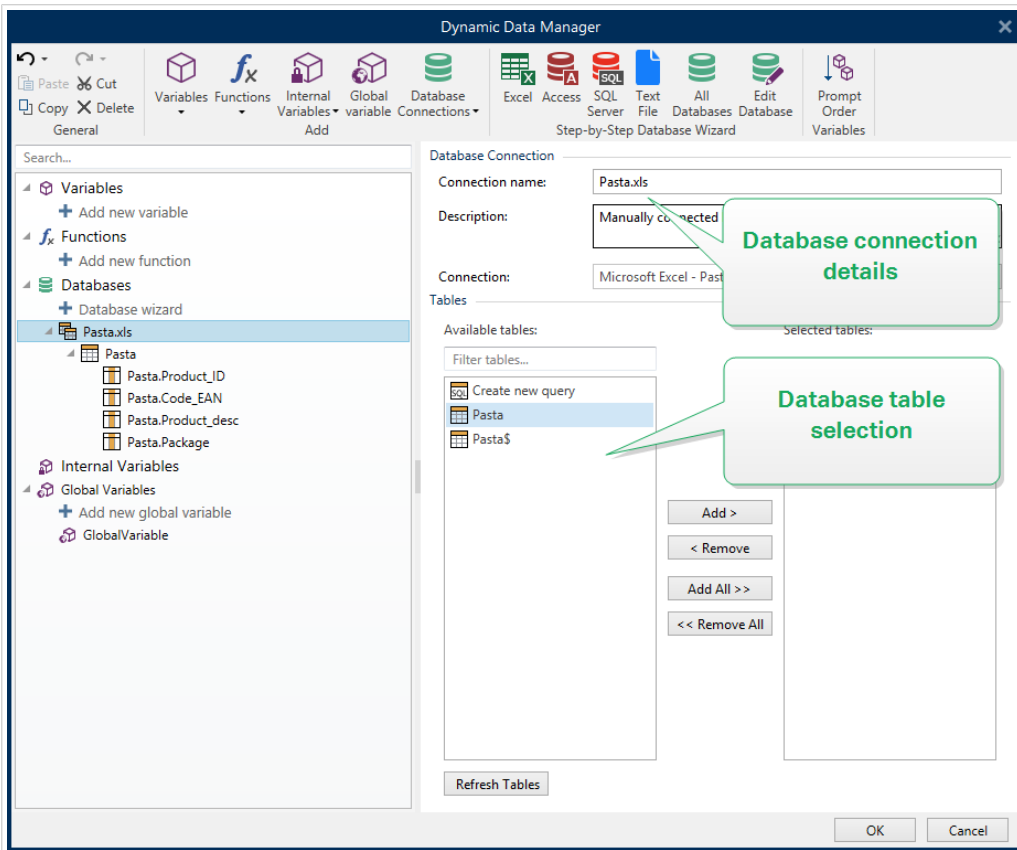 Dynamic Data Manager
Paste
Cut
Copy
Delete
General
Variables
Functions
Internal Variables
Global variable
Database Connections
Add
Excel
Access
SQL Server
Text File
All Databases
Edit Database
Step-by-Step Database Wizard
Prompt Order
Variables
Search...
Variables
Add new variable
Functions
Add new function
Databases
Database wizard
Pasta.xls
Pasta
Pasta.Product_ID
Pasta.Code_EAN
Pasta.Product_desc
Pasta.Package
Internal Variables
Global Variables
Add new global variable
GlobalVariable
Database Connection
Connection name:
Pasta.xls
Description:
Manually connected
Connection:
Microsoft Excel - Past
Database connection
details
Tables
Available tables:
Selected tables:
Filter tables...
SQL Create new query
Pasta
Pasta$
Database table
selection
Add >
< Remove
Add All >>
<< Remove All
Refresh Tables
OK
Cancel